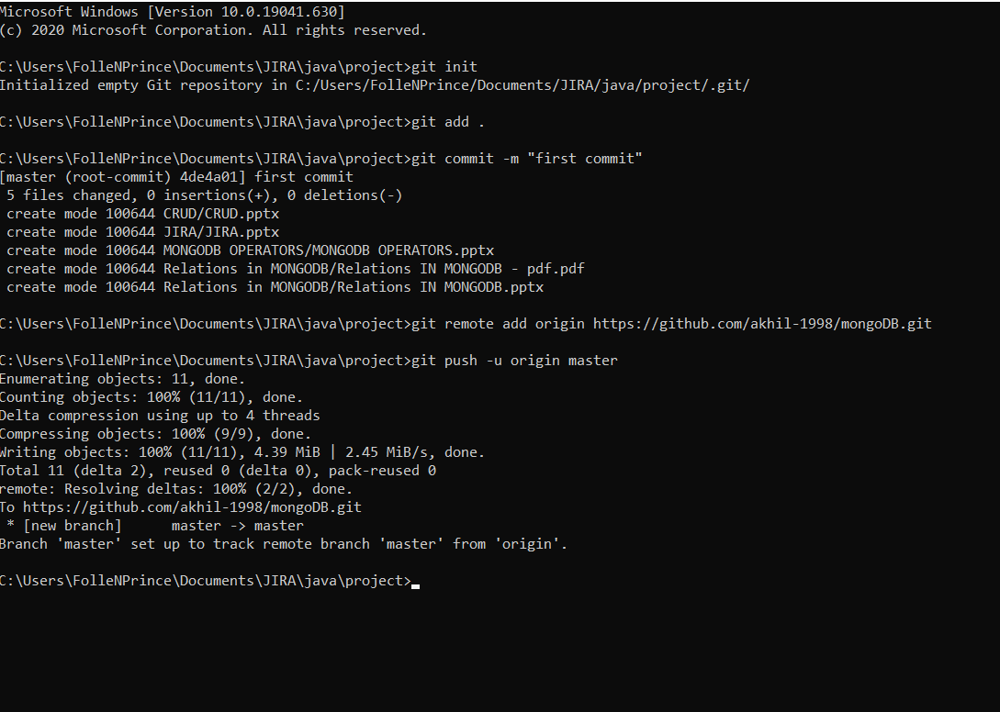 Microsoft Windows [Version 10.0.19041.630]
(c) 2020 Microsoft Corporation. All rights reserved.
C:\Users\FolleNPrince\Documents\JIRA\java\project>git init
Initialized empty Git repository in C:/Users/FolleNPrince/Documents/JIRA/java/project/.git/
C:\Users\FolleNPrince\Documents\JIRA\java\project>git add .
C:\Users\FolleNPrince\Documents\JIRA\java\project>git commit -m "first commit"
[master (root-commit) 4de4a01] first commit
 5 files changed, 0 insertions(+), 0 deletions(-)
 create mode 100644 CRUD/CRUD.pptx
 create mode 100644 JIRA/JIRA.pptx
 create mode 100644 MONGODB OPERATORS/MONGODB OPERATORS.pptx
 create mode 100644 Relations in MONGODB/Relations IN MONGODB - pdf.pdf
 create mode 100644 Relations in MONGODB/Relations IN MONGODB.pptx
C:\Users\FolleNPrince\Documents\JIRA\java\project>git remote add origin https://github.com/akhil-1998/mongoDB.git
C:\Users\FolleNPrince\Documents\JIRA\java\project>git push -u origin master
Enumerating objects: 11, done.
Counting objects: 100% (11/11), done.
Delta compression using up to 4 threads
Compressing objects: 100% (9/9), done.
Writing objects: 100% (11/11), 4.39 MiB | 2.45 MiB/s, done.
Total 11 (delta 2), reused 0 (delta 0), pack-reused 0
remote: Resolving deltas: 100% (2/2), done.
To https://github.com/akhil-1998/mongoDB.git
 * [new branch]      master -> master
Branch 'master' set up to track remote branch 'master' from 'origin'.
C:\Users\FolleNPrince\Documents\JIRA\java\project>